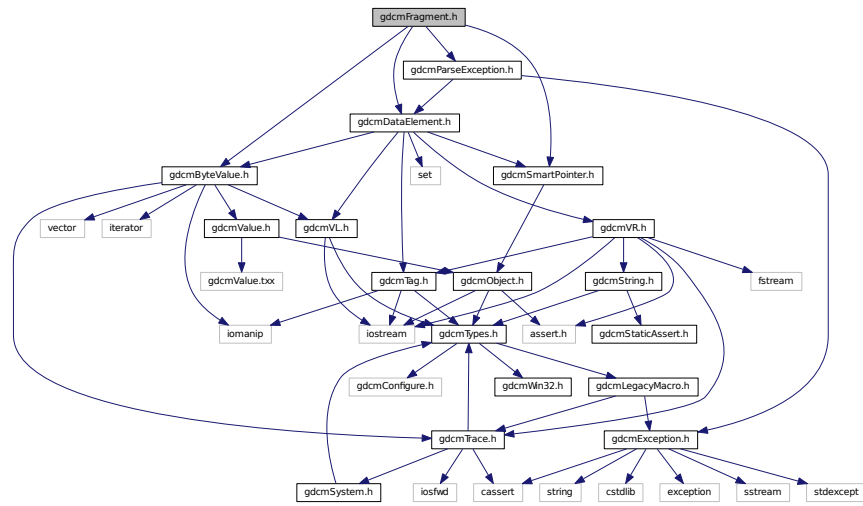 gdcmFragment.h
gdcmParseException.h
gdcmDataElement.h
gdcmByteValue.h
set
gdcmSmartPointer.h
vector
iterator
gdcmValue.h
gdcmVL.h
gdcmVR.h
gdcmValue.txx
gdcmTag.h
gdcmObject.h
gdcmString.h
fstream
iomanip
iostream
gdcmTypes.h
assert.h
gdcmStaticAssert.h
gdcmConfigure.h
gdcmWin32.h
gdcmLegacyMacro.h
gdcmTrace.h
gdcmException.h
gdcmSystem.h
iosfwd
cassert
string
cstdlib
exception
sstream
stdexcept